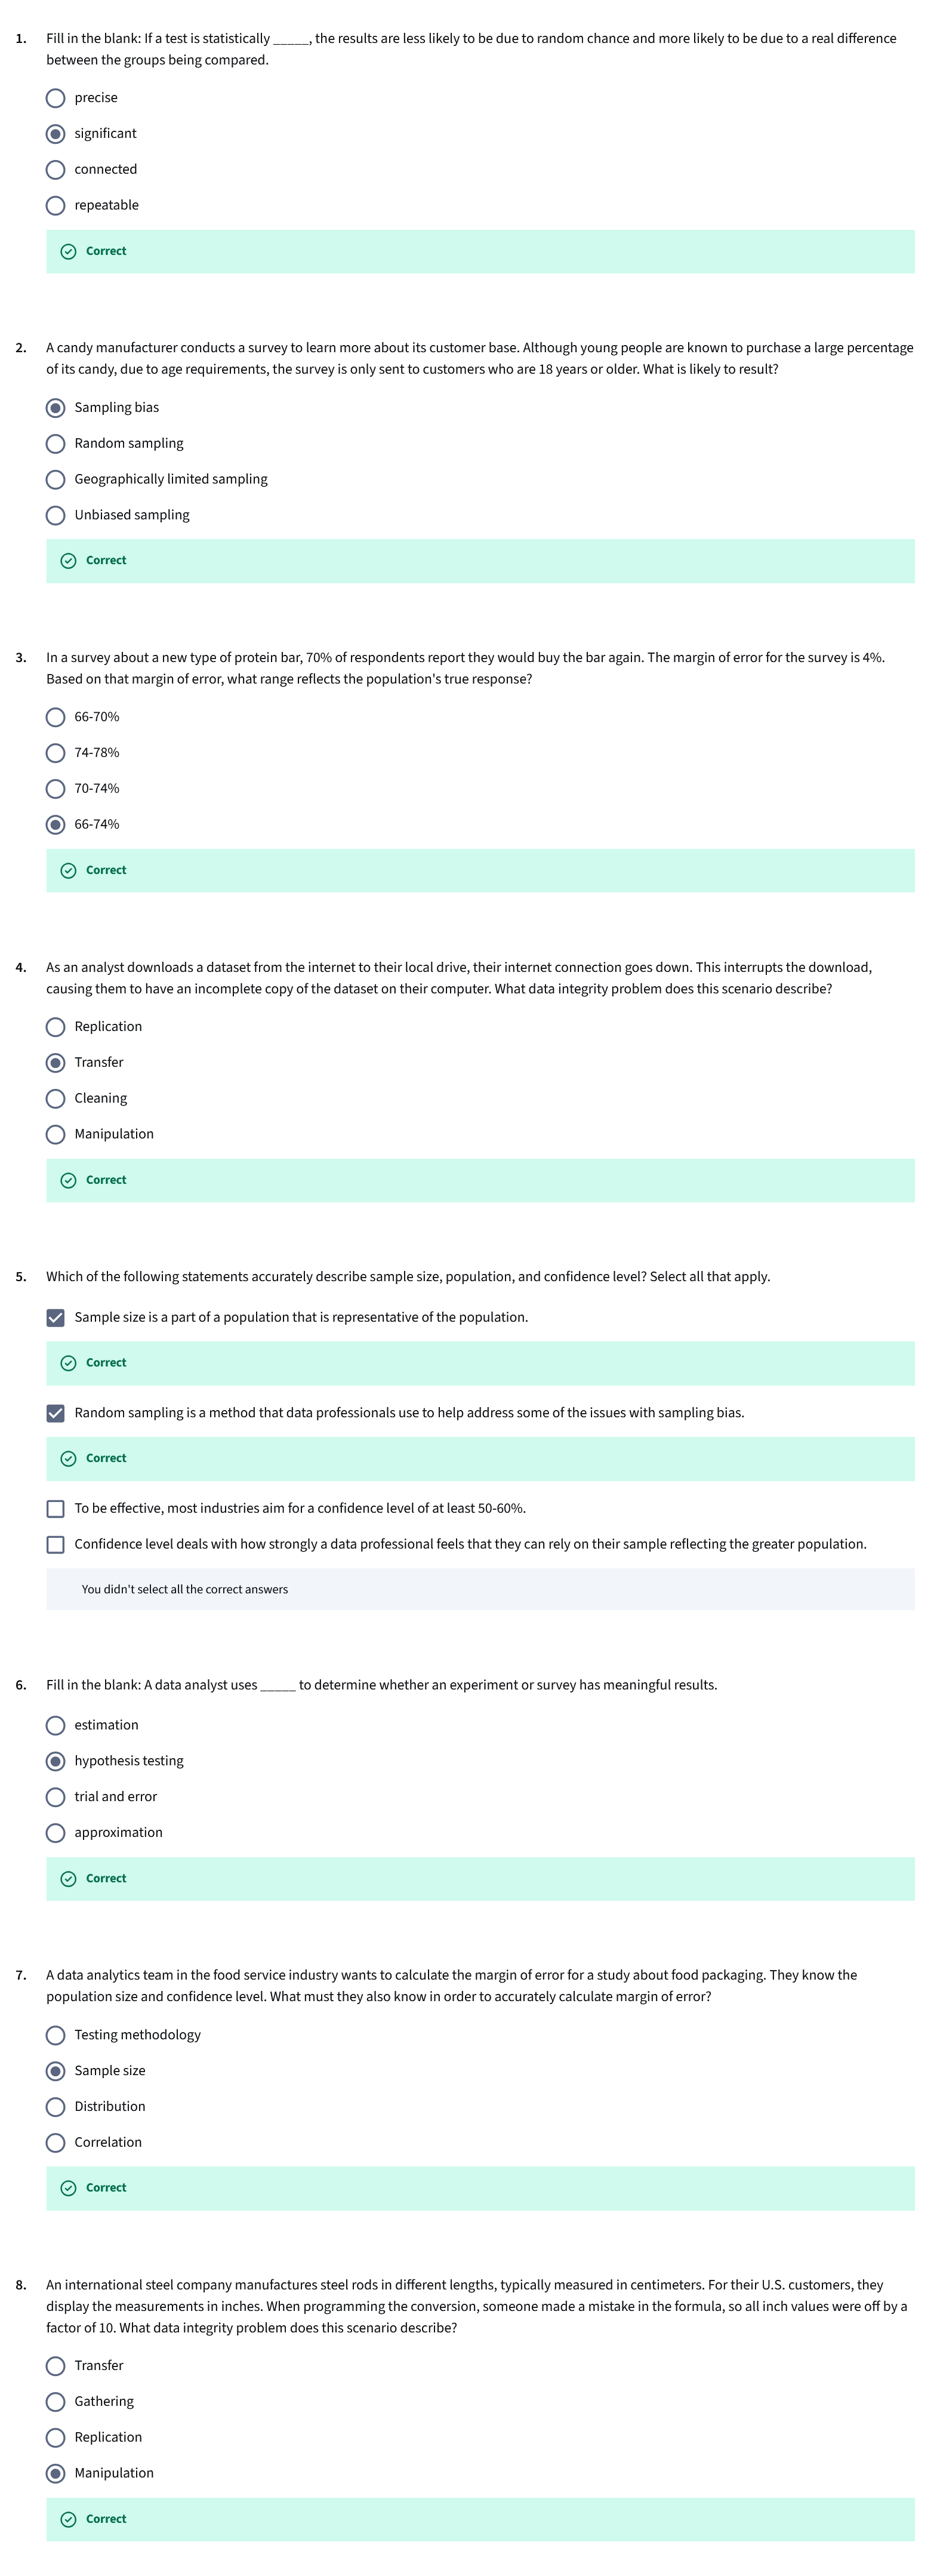 1. Fill in the blank: If a test is statistically _____, the results are less likely to be due to random chance and more likely to be due to a real difference
between the groups being compared.
precise
significant
connected
repeatable
Correct
2. A candy manufacturer conducts a survey to learn more about its customer base. Although young people are known to purchase a large percentage
of its candy, due to age requirements, the survey is only sent to customers who are 18 years or older. What is likely to result?
Sampling bias
Random sampling
Geographically limited sampling
Unbiased sampling
Correct
3. In a survey about a new type of protein bar, 70% of respondents report they would buy the bar again. The margin of error for the survey is 4%.
Based on that margin of error, what range reflects the population's true response?
66-70%
74-78%
70-74%
66-74%
Correct
4. As an analyst downloads a dataset from the internet to their local drive, their internet connection goes down. This interrupts the download,
causing them to have an incomplete copy of the dataset on their computer. What data integrity problem does this scenario describe?
Replication
Transfer
Cleaning
Manipulation
Correct
5. Which of the following statements accurately describe sample size, population, and confidence level? Select all that apply.
Sample size is a part of a population that is representative of the population.
Correct
Random sampling is a method that data professionals use to help address some of the issues with sampling bias.
Correct
To be effective, most industries aim for a confidence level of at least 50-60%.
Confidence level deals with how strongly a data professional feels that they can rely on their sample reflecting the greater population.
You didn't select all the correct answers
6. Fill in the blank: A data analyst uses _____ to determine whether an experiment or survey has meaningful results.
estimation
hypothesis testing
trial and error
approximation
Correct
7. A data analytics team in the food service industry wants to calculate the margin of error for a study about food packaging. They know the
population size and confidence level. What must they also know in order to accurately calculate margin of error?
Testing methodology
Sample size
Distribution
Correlation
Correct
8. An international steel company manufactures steel rods in different lengths, typically measured in centimeters. For their U.S. customers, they
display the measurements in inches. When programming the conversion, someone made a mistake in the formula, so all inch values were off by a
factor of 10. What data integrity problem does this scenario describe?
Transfer
Gathering
Replication
Manipulation
Correct